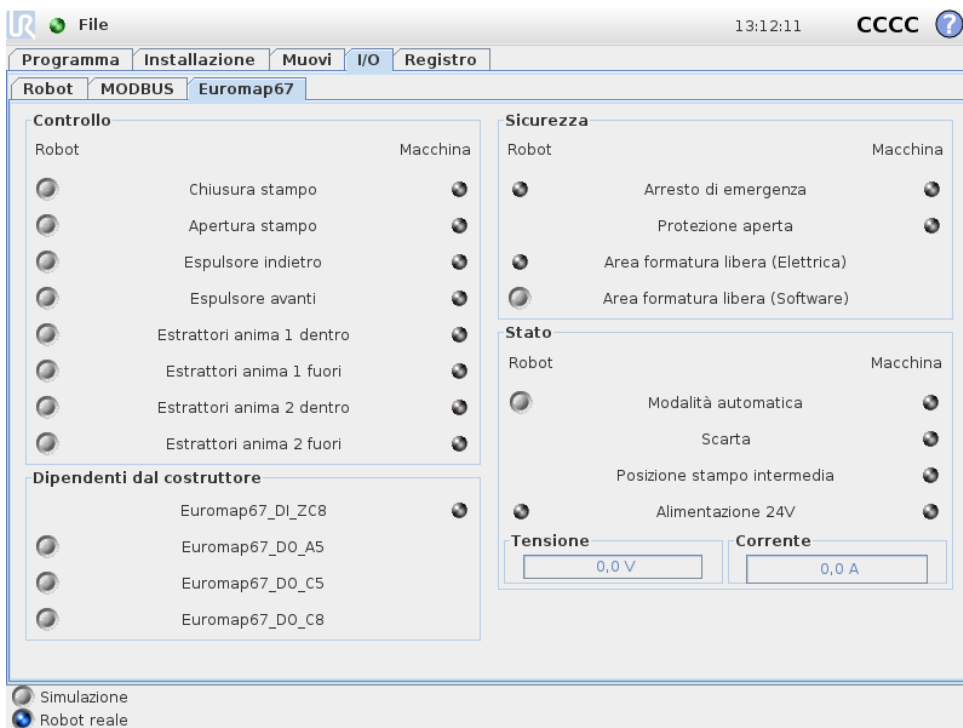 UR File 13:12:11 CCCC ?
Programma Installazione Muovi I/O Registro
Robot MODBUS Euromap67
Controllo
Robot Macchina
Chiusura stampo
Apertura stampo
Espulsore indietro
Espulsore avanti
Estrattori anima 1 dentro
Estrattori anima 1 fuori
Estrattori anima 2 dentro
Estrattori anima 2 fuori
Dipendenti dal costruttore
Euromap67_DI_ZC8
Euromap67_DO_A5
Euromap67_DO_C5
Euromap67_DO_C8
Sicurezza
Robot Macchina
Arresto di emergenza
Protezione aperta
Area formatura libera (Elettrica)
Area formatura libera (Software)
Stato
Robot Macchina
Modalità automatica
Scarta
Posizione stampo intermedia
Alimentazione 24V
Tensione Corrente
0,0 V 0,0 A
Simulazione
Robot reale